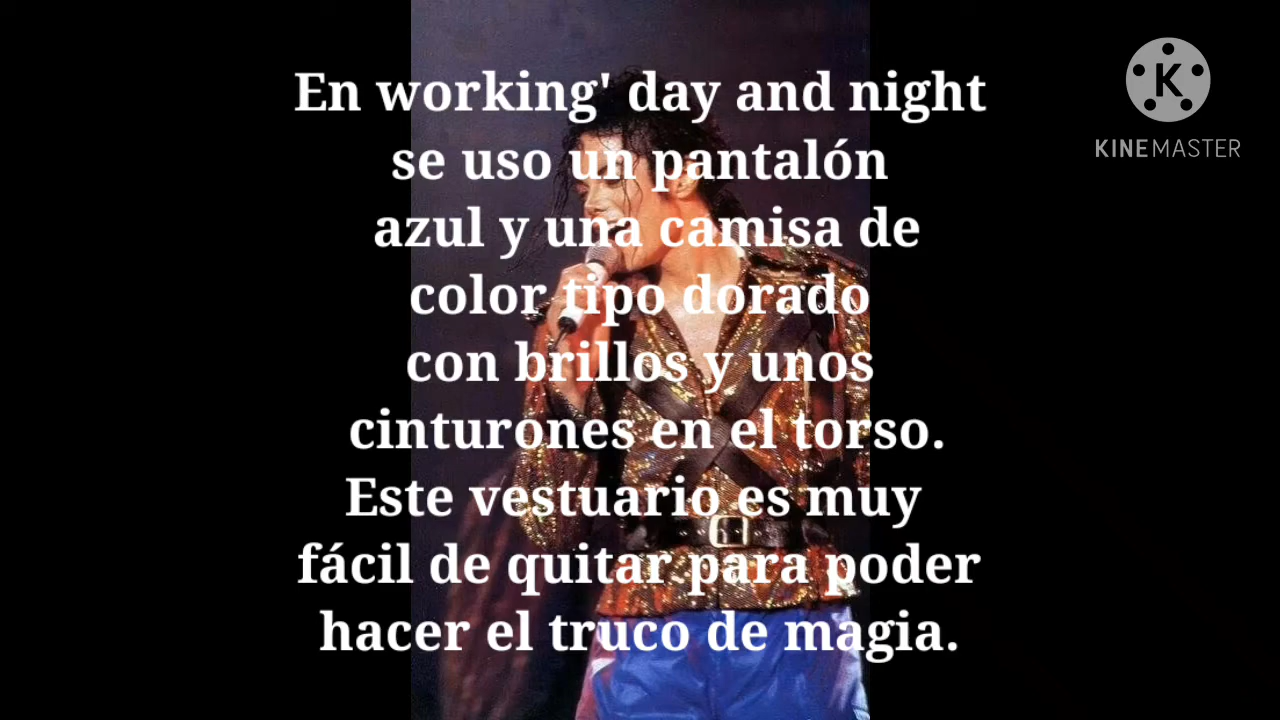 En working' day and night
se uso un pantalón
azul y una camisa de
color tipo dorado
con brillos y unos
cinturones en el torso.
Este vestuario es muy
fácil de quitar para poder
hacer el truco de magia.
K
KINEMASTER